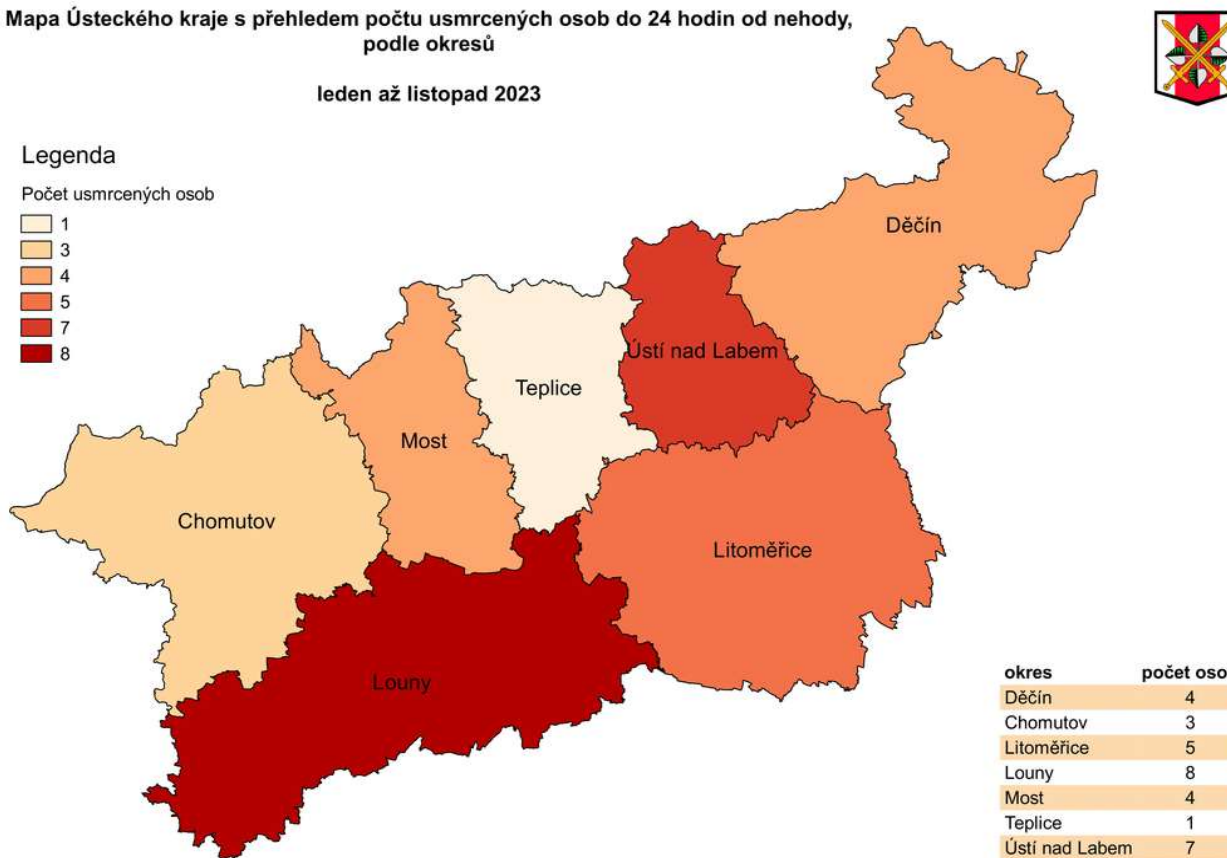 Mapa Ústeckého kraje s přehledem počtu usmrcených osob do 24 hodin od nehody,
podle okresů
leden až listopad 2023
Legenda
Počet usmrcených osob
1
3
4
5
7
8
Děčín
Ústí nad Labem
Teplice
Most
Chomutov
Litoměřice
Louny
okres počet oso
Děčín 4
Chomutov 3
Litoměřice 5
Louny 8
Most 4
Teplice 1
Ústí nad Labem 7